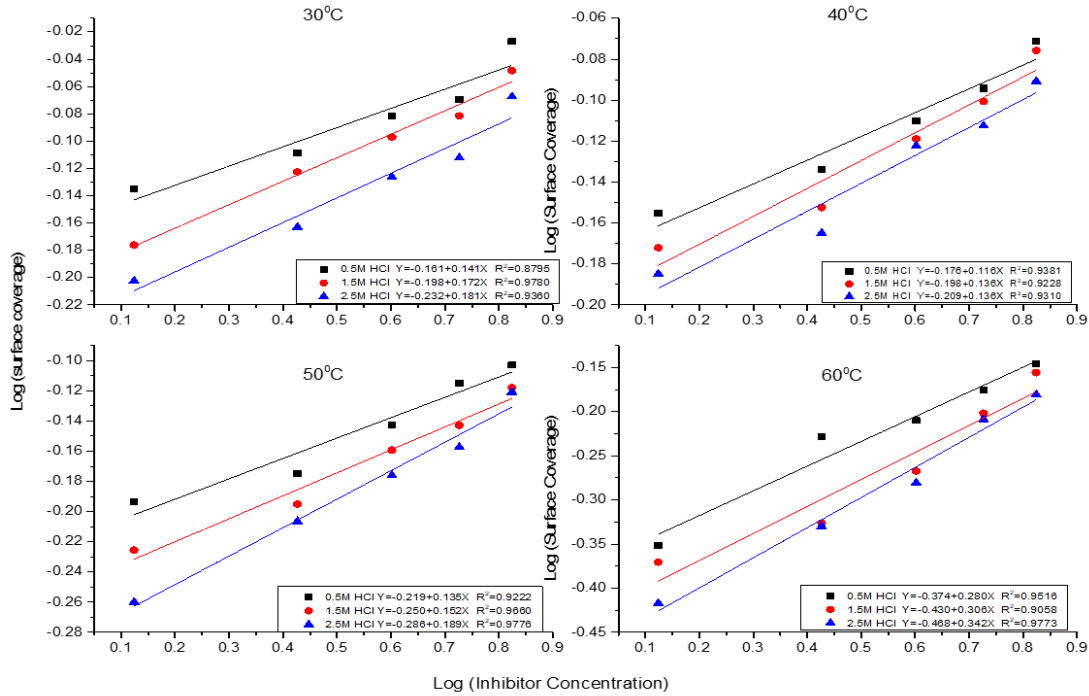 30°C
40°C
-0.02
-0.04
-0.06
-0.08
-0.10
-0.12
-0.14
-0.16
-0.18
-0.20
-0.22
0.1 0.2 0.3 0.4 0.5 0.6 0.7 0.8 0.9
0.5M HCl Y=-0.161+0.141X R²=0.8795
1.5M HCl Y=-0.198+0.172X R²=0.9780
2.5M HCl Y=-0.232+0.181X R²=0.9360
Log (Surface Coverage)
-0.06
-0.08
-0.10
-0.12
-0.14
-0.16
-0.18
-0.20
0.1 0.2 0.3 0.4 0.5 0.6 0.7 0.8 0.9
0.5M HCl Y=-0.176+0.116X R²=0.9381
1.5M HCl Y=-0.198+0.136X R²=0.9228
2.5M HCl Y=-0.209+0.136X R²=0.9310
Log (surface coverage)
50°C
-0.10
-0.12
-0.14
-0.16
-0.18
-0.20
-0.22
-0.24
-0.26
-0.28
0.1 0.2 0.3 0.4 0.5 0.6 0.7 0.8 0.9
0.5M HCl Y=-0.219+0.135X R²=0.9222
1.5M HCl Y=-0.250+0.152X R²=0.9660
2.5M HCl Y=-0.286+0.189X R²=0.9776
60°C
Log (Surface Coverage)
-0.15
-0.20
-0.25
-0.30
-0.35
-0.40
-0.45
0.1 0.2 0.3 0.4 0.5 0.6 0.7 0.8 0.9
0.5M HCl Y=-0.374+0.280X R²=0.9516
1.5M HCl Y=-0.430+0.306X R²=0.9058
2.5M HCl Y=-0.468+0.342X R²=0.9773
Log (Inhibitor Concentration)